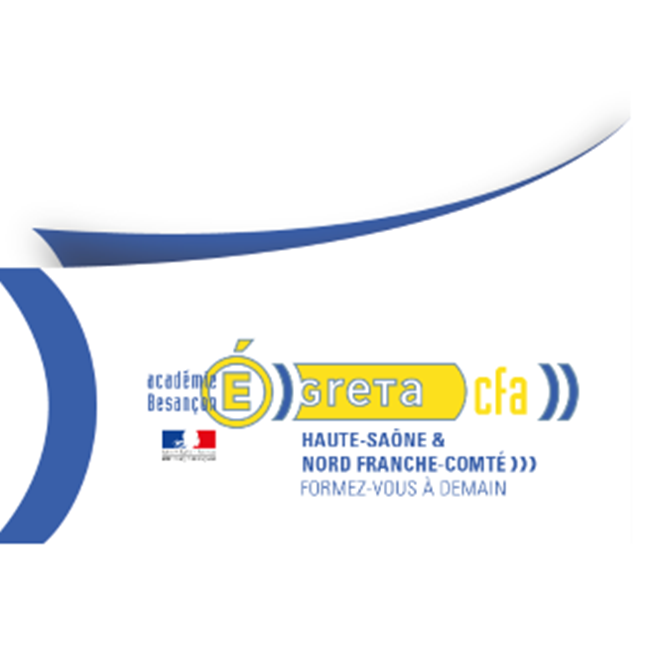 académie
Besançon
É GRETA cfa
HAUTE-SAÔNE &
NORD FRANCHE-COMTÉ
FORMEZ-VOUS À DEMAIN